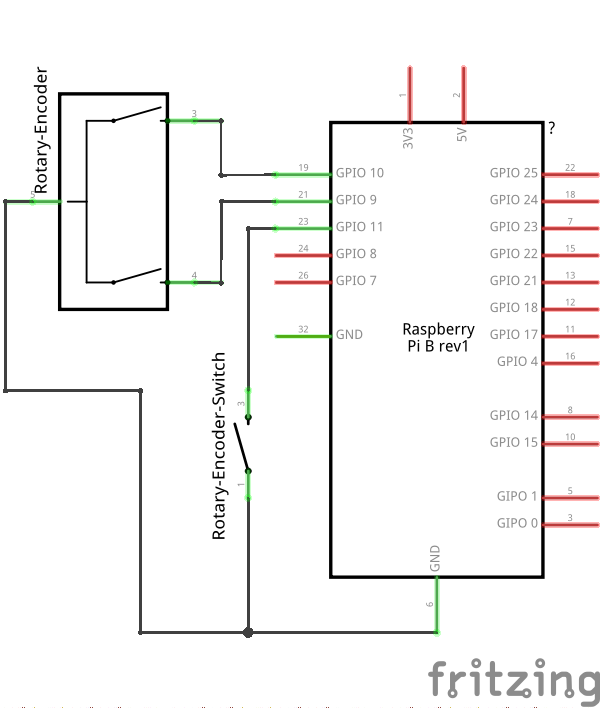 Rotary-Encoder
3
4
1
2
3V3
5V
?
19
GPIO 10
21
GPIO 9
23
GPIO 11
24
GPIO 8
26
GPIO 7
32
GND
GPIO 25
22
GPIO 24
18
GPIO 23
7
GPIO 22
15
GPIO 21
13
GPIO 18
12
GPIO 17
11
GPIO 4
16
GPIO 14
8
GPIO 15
10
GIPO 1
5
GIPO 0
3
Raspberry
Pi B rev1
Rotary-Encoder-Switch
3
1
GND
6
fritzing